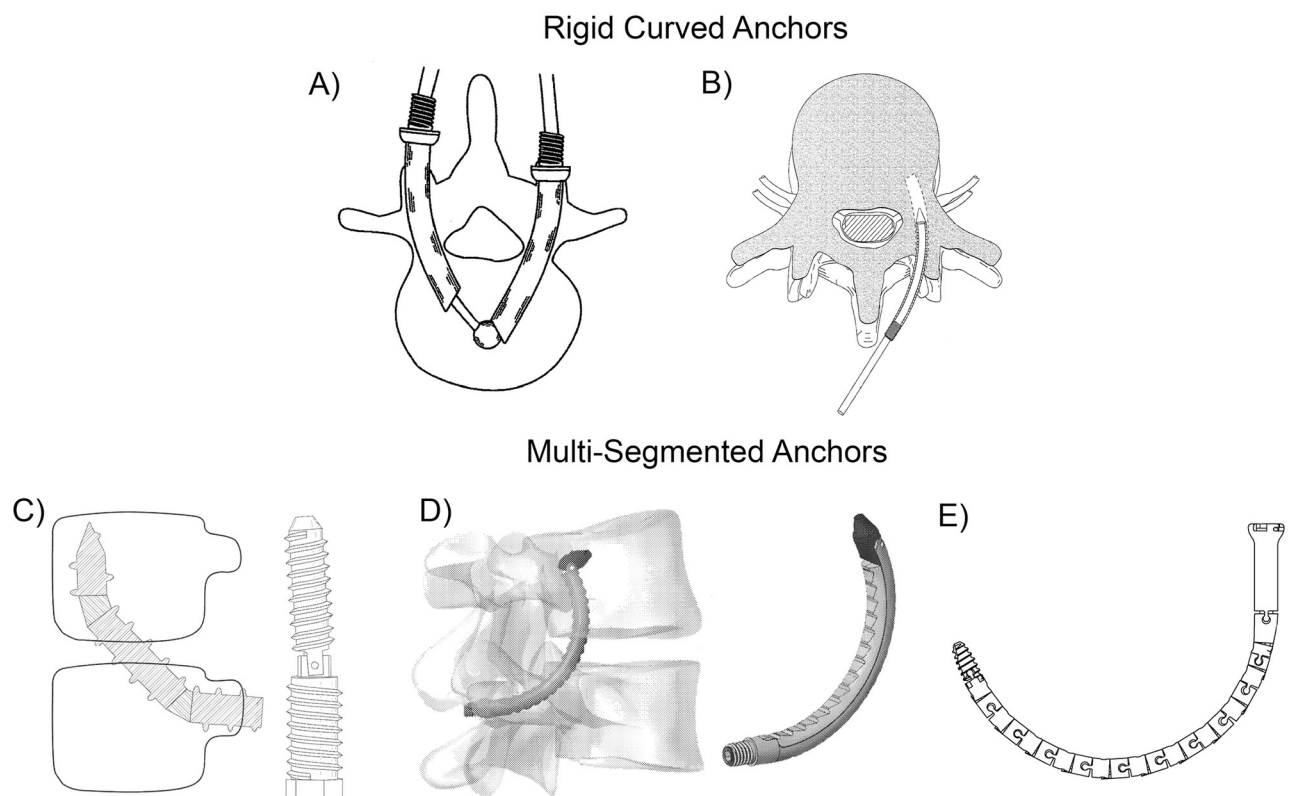 Rigid Curved Anchors
A)
B)
Multi-Segmented Anchors
C)
D)
E)